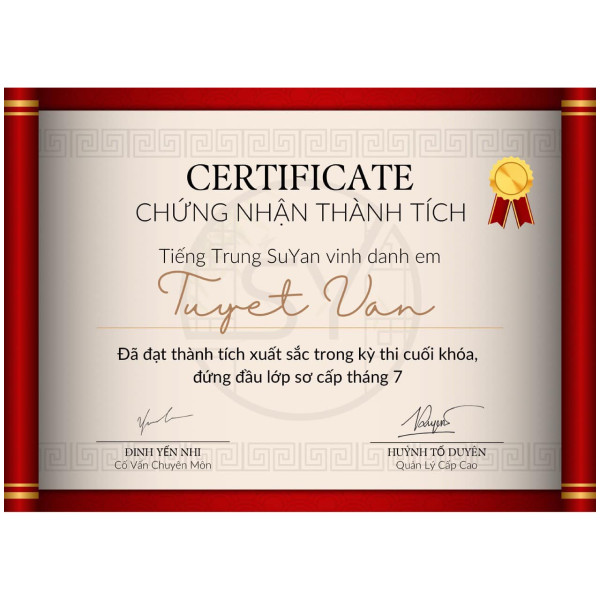 CERTIFICATE
CHỨNG NHẬN THÀNH TÍCH
Tiếng Trung SuYan vinh danh em
Tuyet Van
Đã đạt thành tích xuất sắc trong kỳ thi cuối khóa,
đứng đầu lớp sơ cấp tháng 7
ĐINH YẾN NHI
Cố Vấn Chuyên Môn
HUỲNH TỐ DUYÊN
Quản Lý Cấp Cao